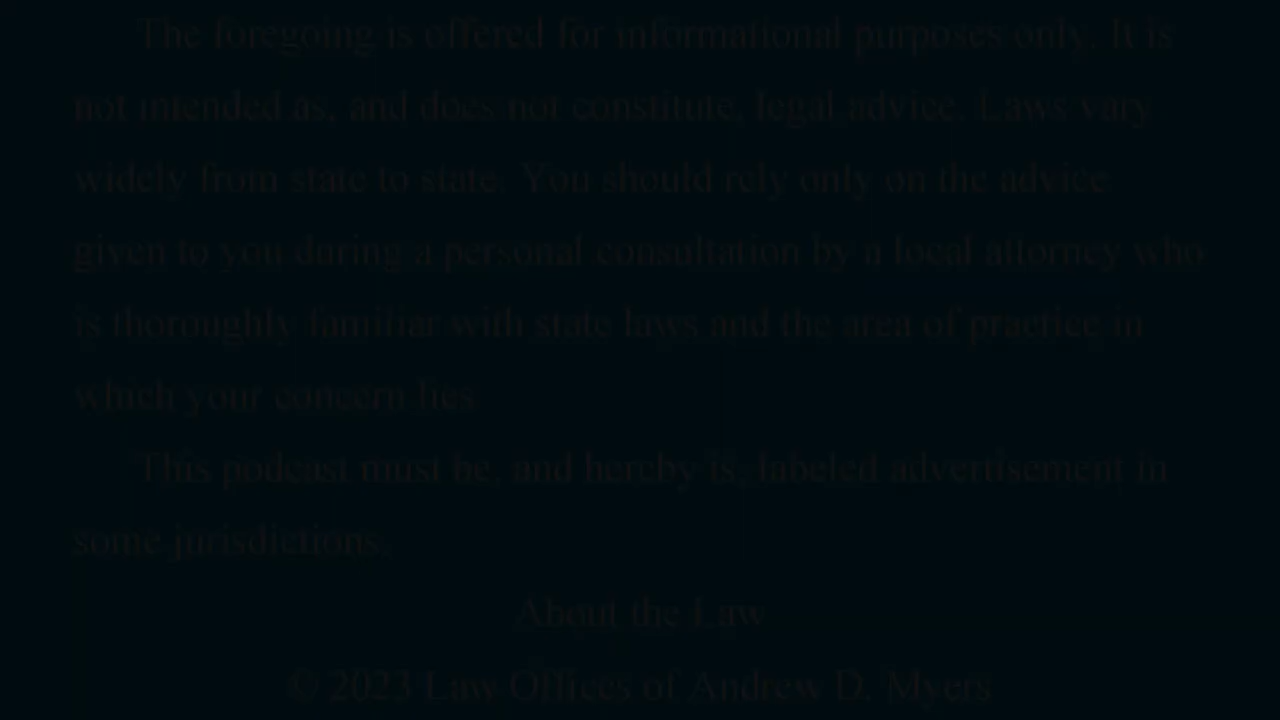 The foregoing is offered for informational purposes only. It is
not intended as, and does not constitute, legal advice. Laws vary
widely from state to state. You should rely only on the advice
given to you during a personal consultation by a local attorney who
is thoroughly familiar with state laws and the area of practice in
which your concern lies.
This podcast must be, and hereby is, labeled advertisement in
some jurisdictions.
About the Law
© 2023 Law Offices of Andrew D. Myers